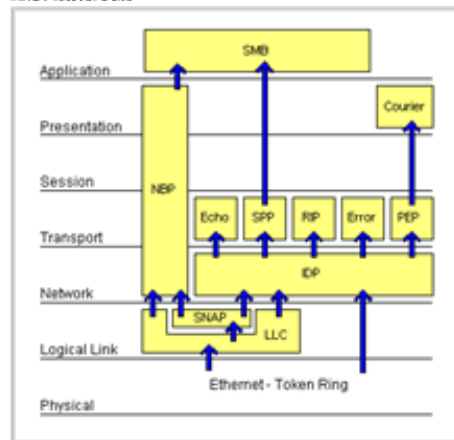 SMB
Application
Courier
Presentation
Session
NBP
Echo SPP RIP Error PEP
Transport
IDP
Network
SNAP
LLC
Logical Link
Ethernet - Token Ring
Physical